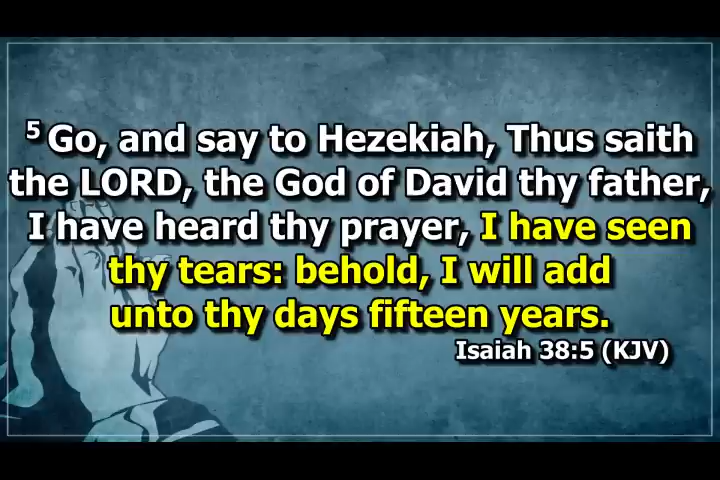 5 Go, and say to Hezekiah, Thus saith
the LORD, the God of David thy father,
I have heard thy prayer, I have seen
thy tears: behold, I will add
unto thy days fifteen years.
Isaiah 38:5 (KJV)